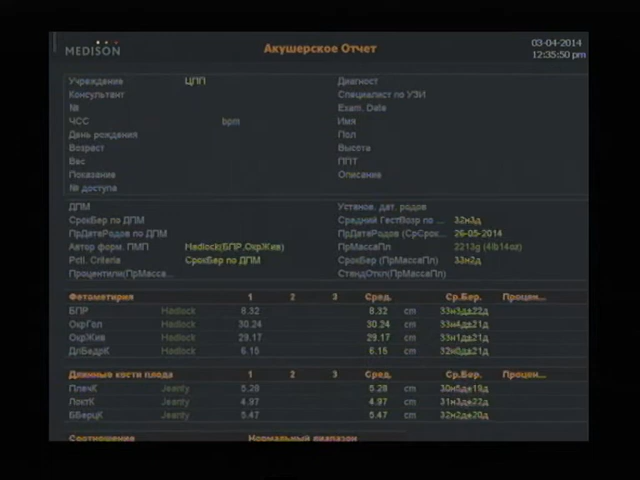 MEDISON
Акушерское Отчет
03-04-2014
12:35:50 pm
Учреждение ЦПП Диагност
Консультант Специалист по УЗИ
№ Exam. Date
ЧСС bpm Имя
День рождения Пол
Возраст Высота
Вес ППТ
Показание Описание
№ доступа
ДПМ Установ. дат. родов
СрокБер по ДПМ Средний ГестВозр по ... 32н3д
ПрДатеРодов по ДПМ ПрДатеРодов (СрСрок... 26-05-2014
Автор форм. ПМП Hadlock(БПР,ОкрЖив) ПрМассаПл 2213g (4lb14oz)
Pctl. Criteria СрокБер по ДПМ СрокБер (ПрМассаПл) 33н2д
Процентили(ПрМасса... СтандОткл(ПрМассаПл)
Фетометрия 1 2 3 Сред. Ср.Бер. Процен...
БПР Hadlock 8.32 8.32 cm 33н3д±22д
ОкрГол Hadlock 30.24 30.24 cm 33н4д±21д
ОкрЖив Hadlock 29.17 29.17 cm 33н1д±21д
ДлБедрК Hadlock 6.15 6.15 cm 32н0д±21д
Длинные кости плода 1 2 3 Сред. Ср.Бер. Процен...
ПлечК Jeanty 5.28 5.28 cm 30н5д±19д
ЛоктК Jeanty 4.97 4.97 cm 31н3д±22д
ББерцК Jeanty 5.47 5.47 cm 32н2д±20д
Соотношение Нормальный диапазон